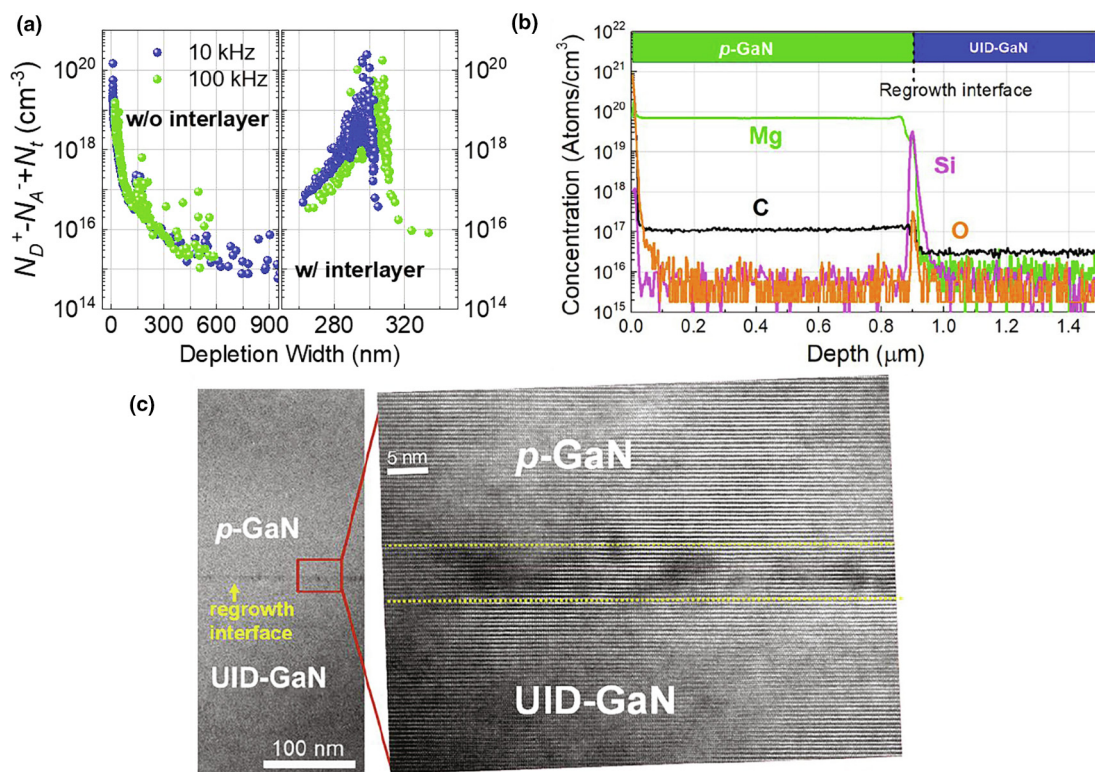 (a)
N_D^+-N_A^-+N_t (cm^-3)
10^20
10^18
10^16
10^14
10 kHz
100 kHz
w/o interlayer
w/ interlayer
10^20
10^18
10^16
10^14
0 300 600 900
280 320
Depletion Width (nm)
(b)
Concentration (Atoms/cm^3)
10^22
10^21
10^20
10^19
10^18
10^17
10^16
10^15
p-GaN
UID-GaN
Regrowth interface
Mg
Si
C
O
0.0 0.2 0.4 0.6 0.8 1.0 1.2 1.4
Depth (μm)
(c)
p-GaN
regrowth
interface
UID-GaN
100 nm
5 nm
p-GaN
UID-GaN